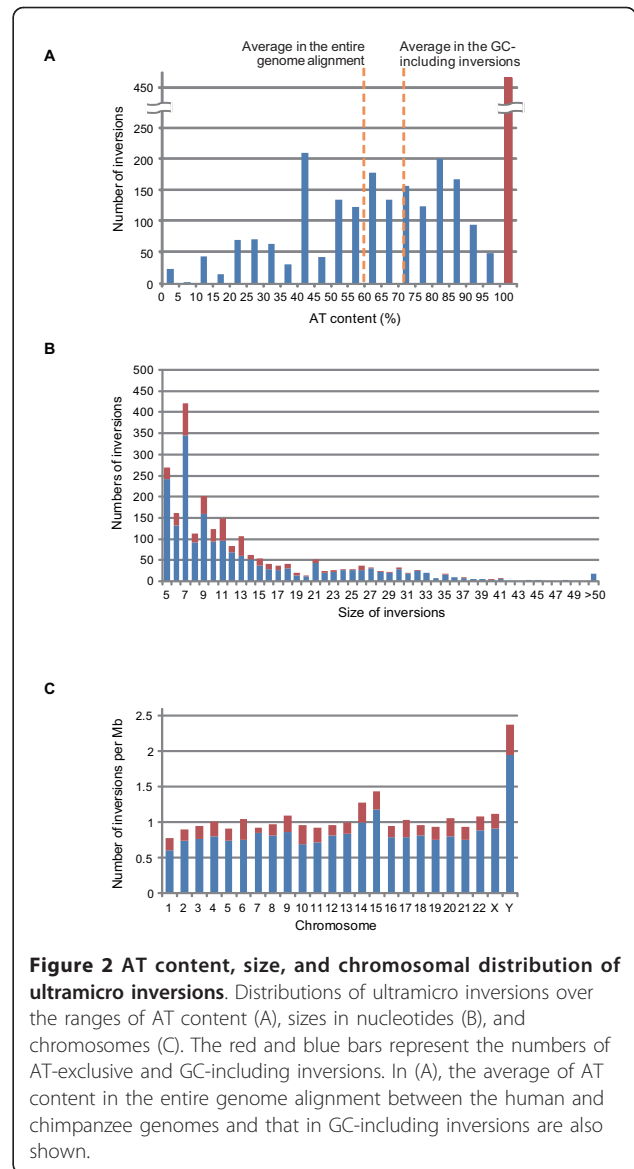 A
Average in the entire genome alignment
Average in the GC-including inversions
Number of inversions
450
250
200
150
100
50
0
0 5 10 15 20 25 30 35 40 45 50 55 60 65 70 75 80 85 90 95 100
AT content (%)
B
Numbers of inversions
500
450
400
350
300
250
200
150
100
50
0
5 7 9 11 13 15 17 19 21 23 25 27 29 31 33 35 37 39 41 43 45 47 49 >50
Size of inversions
C
Number of inversions per Mb
2.5
2
1.5
1
0.5
0
1 2 3 4 5 6 7 8 9 10 11 12 13 14 15 16 17 18 19 20 21 22 X Y
Chromosome
Figure 2 AT content, size, and chromosomal distribution of
ultramicro inversions. Distributions of ultramicro inversions over
the ranges of AT content (A), sizes in nucleotides (B), and
chromosomes (C). The red and blue bars represent the numbers of
AT-exclusive and GC-including inversions. In (A), the average of AT
content in the entire genome alignment between the human and
chimpanzee genomes and that in GC-including inversions are also
shown.